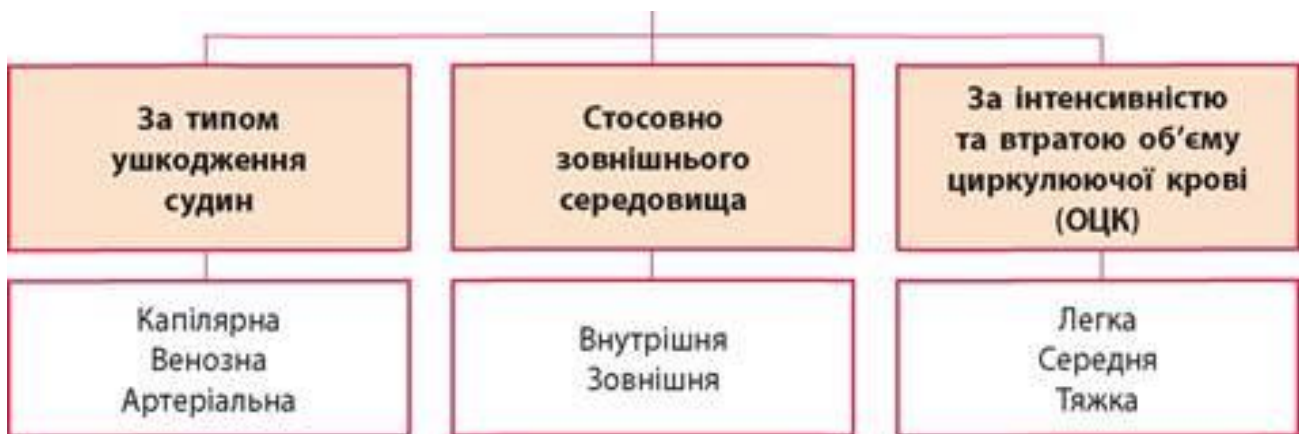 За типом
ушкодження
судин
Стосовно
зовнішнього
середовища
За інтенсивністю
та втратою об’єму
циркулюючої крові
(ОЦК)
Капілярна
Венозна
Артеріальна
Внутрішня
Зовнішня
Легка
Середня
Тяжка